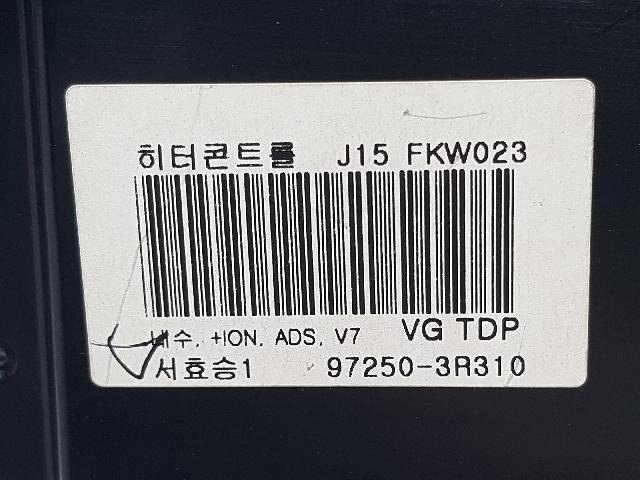 히터콘트롤 J15 FKW023
내수, +ION, ADS, V7 VG TDP
서효승1 97250-3R310